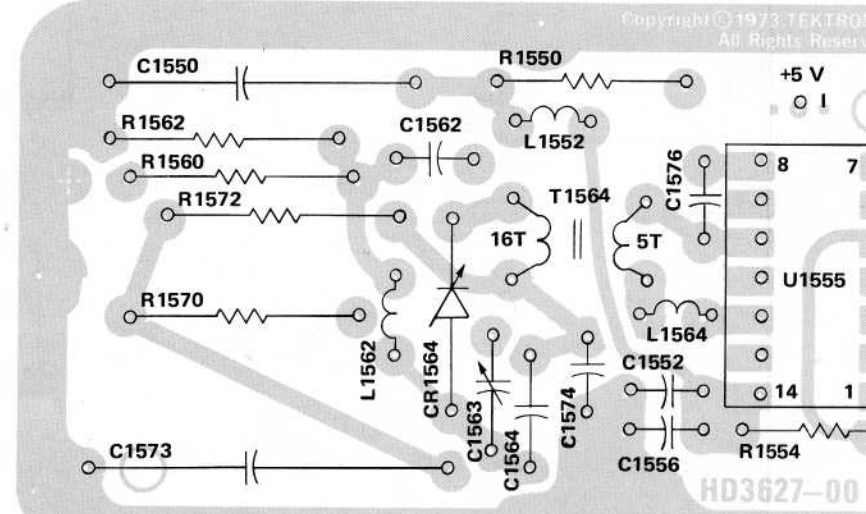 Copyright © 1973 TEKTRO
All Rights Reserv
C1550
R1550
+5 V
I
R1562
C1562
L1552
R1560
C1576
8
7
R1572
T1564
16T
5T
U1555
R1570
L1562
CR1564
L1564
C1563
C1564
C1574
C1552
14
1
C1573
C1556
R1554
HD3627-00